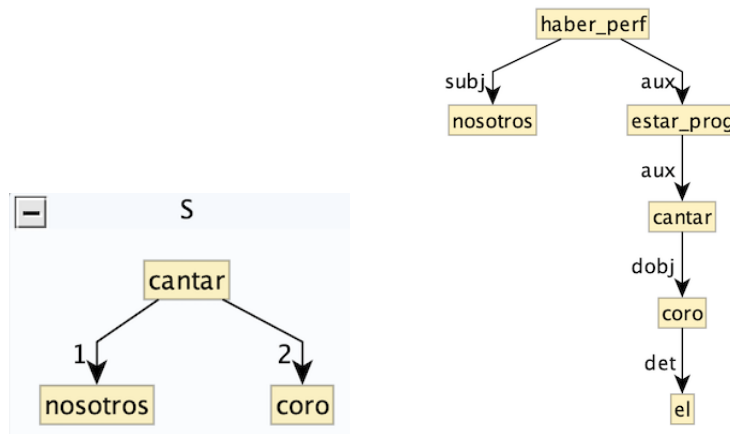 haber_perf
subj aux
nosotros estar_prog
aux
cantar
dobj
coro
det
el
− S
cantar
1 2
nosotros coro